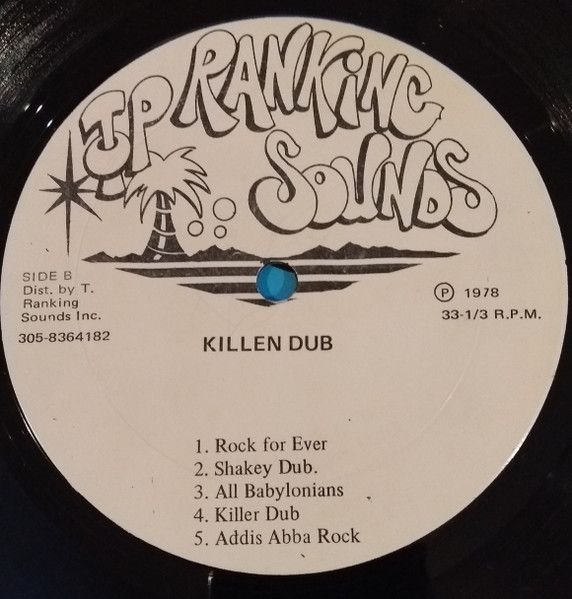 JP RANKING
SOUNDS
SIDE B
Dist. by T.
Ranking
Sounds Inc.
305-8364182
Ⓟ 1978
33-1/3 R.P.M.
KILLEN DUB
1. Rock for Ever
2. Shakey Dub.
3. All Babylonians
4. Killer Dub
5. Addis Abba Rock